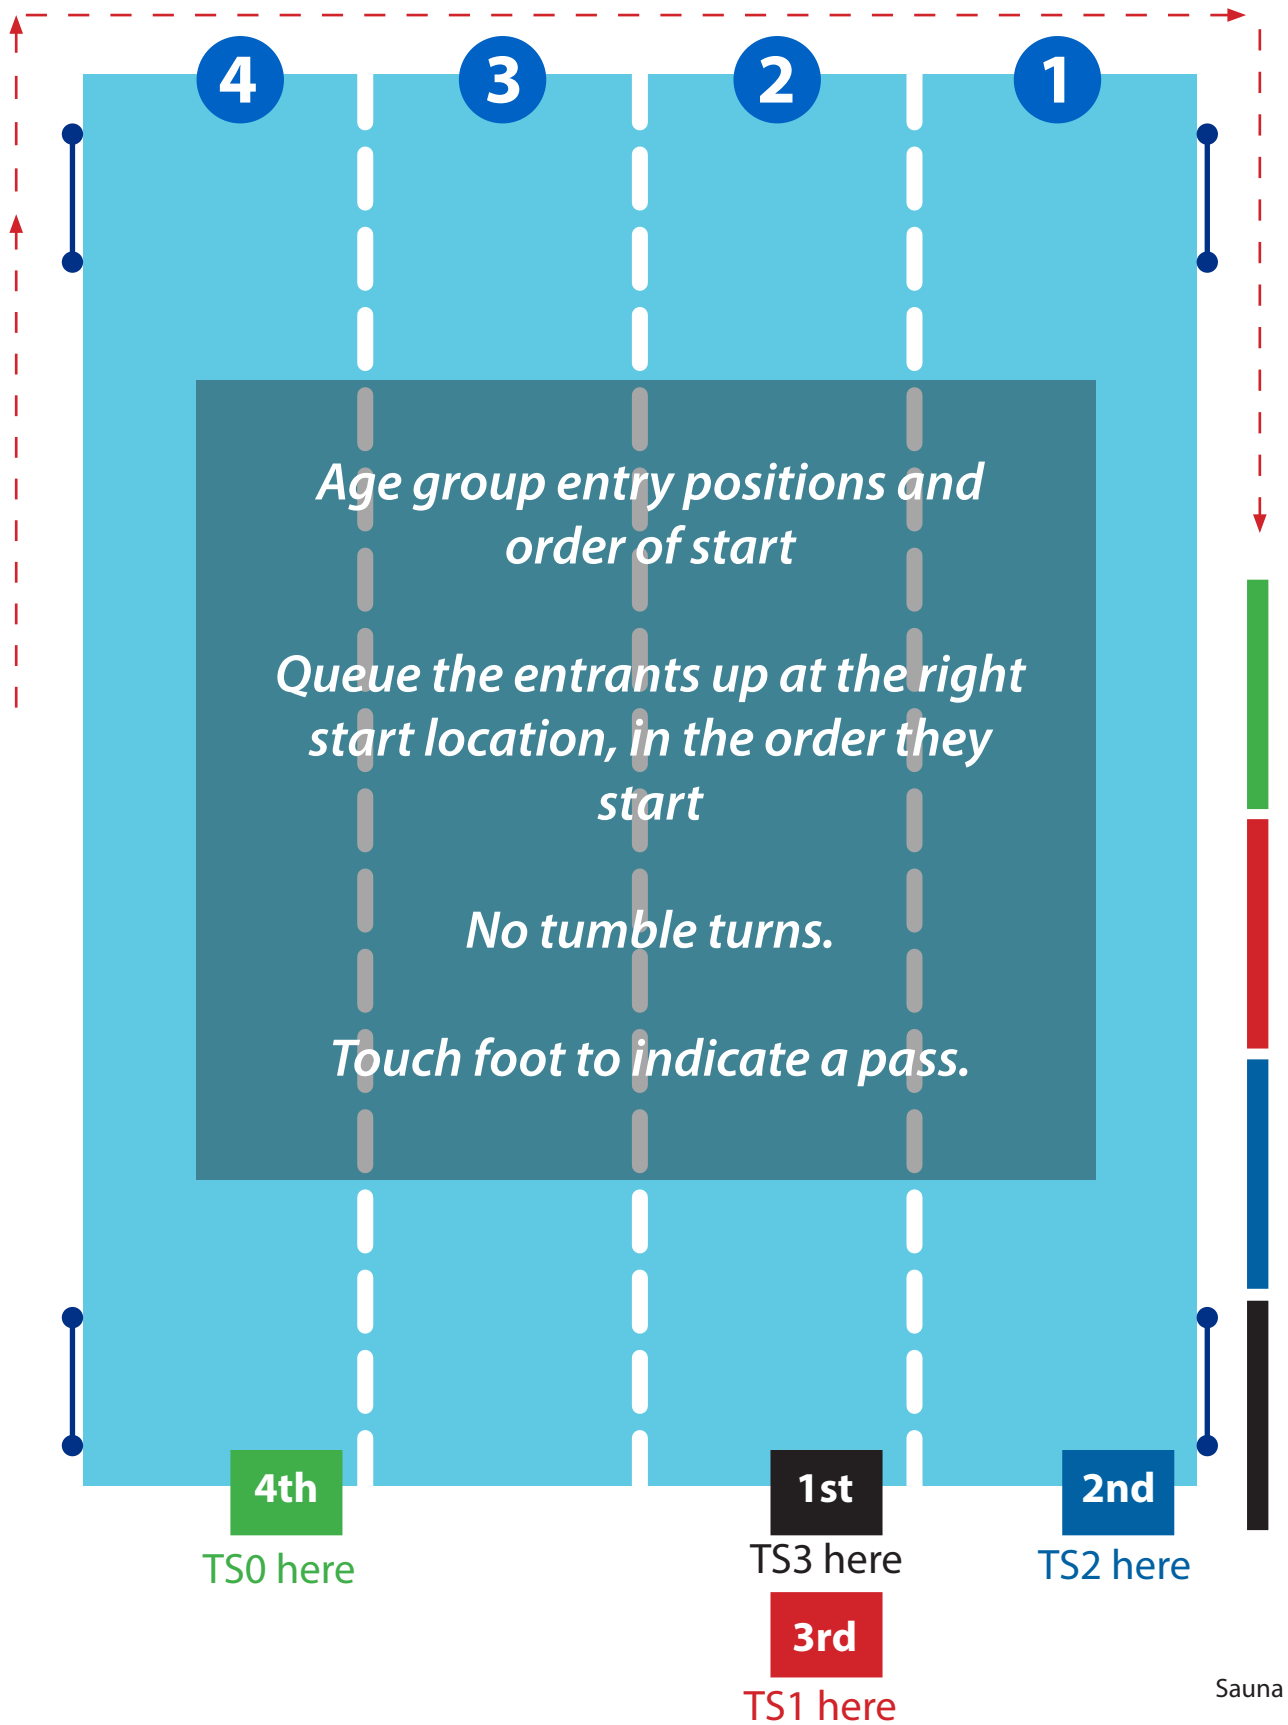 4
3
2
1
Age group entry positions and
order of start
Queue the entrants up at the right
start location, in the order they
start
No tumble turns.
Touch foot to indicate a pass.
4th
1st
2nd
TS0 here
TS3 here
TS2 here
3rd
TS1 here
Sauna